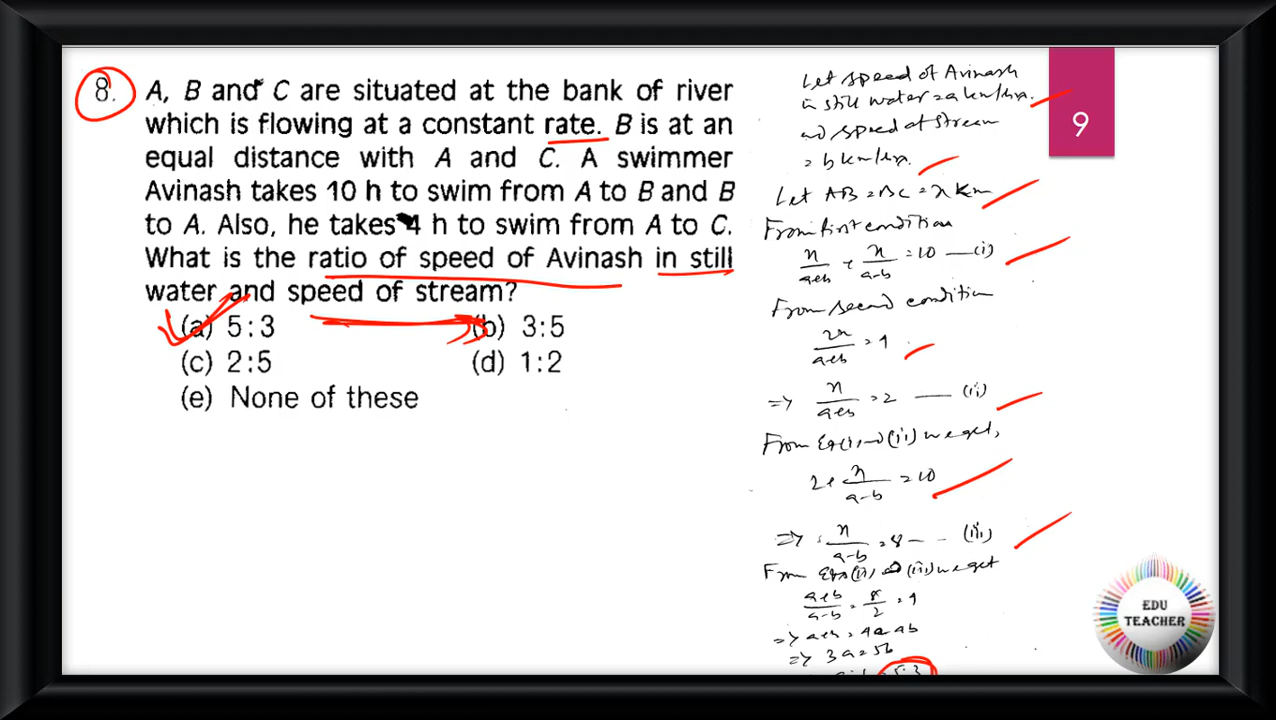 8. A, B and C are situated at the bank of river
which is flowing at a constant rate. B is at an
equal distance with A and C. A swimmer
Avinash takes 10 h to swim from A to B and B
to A. Also, he takes 4 h to swim from A to C.
What is the ratio of speed of Avinash in still
water and speed of stream?
(a) 5:3 (b) 3:5
(c) 2:5 (d) 1:2
(e) None of these
Let speed of Avinash
in still water = a km/hr.
and speed of stream
= b km/hr.
Let AB = BC = x Km
From first condition
x/(a+b) + x/(a-b) = 10 — (i)
From second condition
2x/(a+b) = 4
=> x/(a+b) = 2 — (ii)
From Eq (i) and (ii) we get,
2 + x/(a-b) = 10
=> x/(a-b) = 8 — (iii)
From Eqn (ii) and (iii) we get
(a+b)/(a-b) = 8/2 = 4
=> a+b = 4a-4b
=> 3a = 5b
5:3
9
EDU
TEACHER